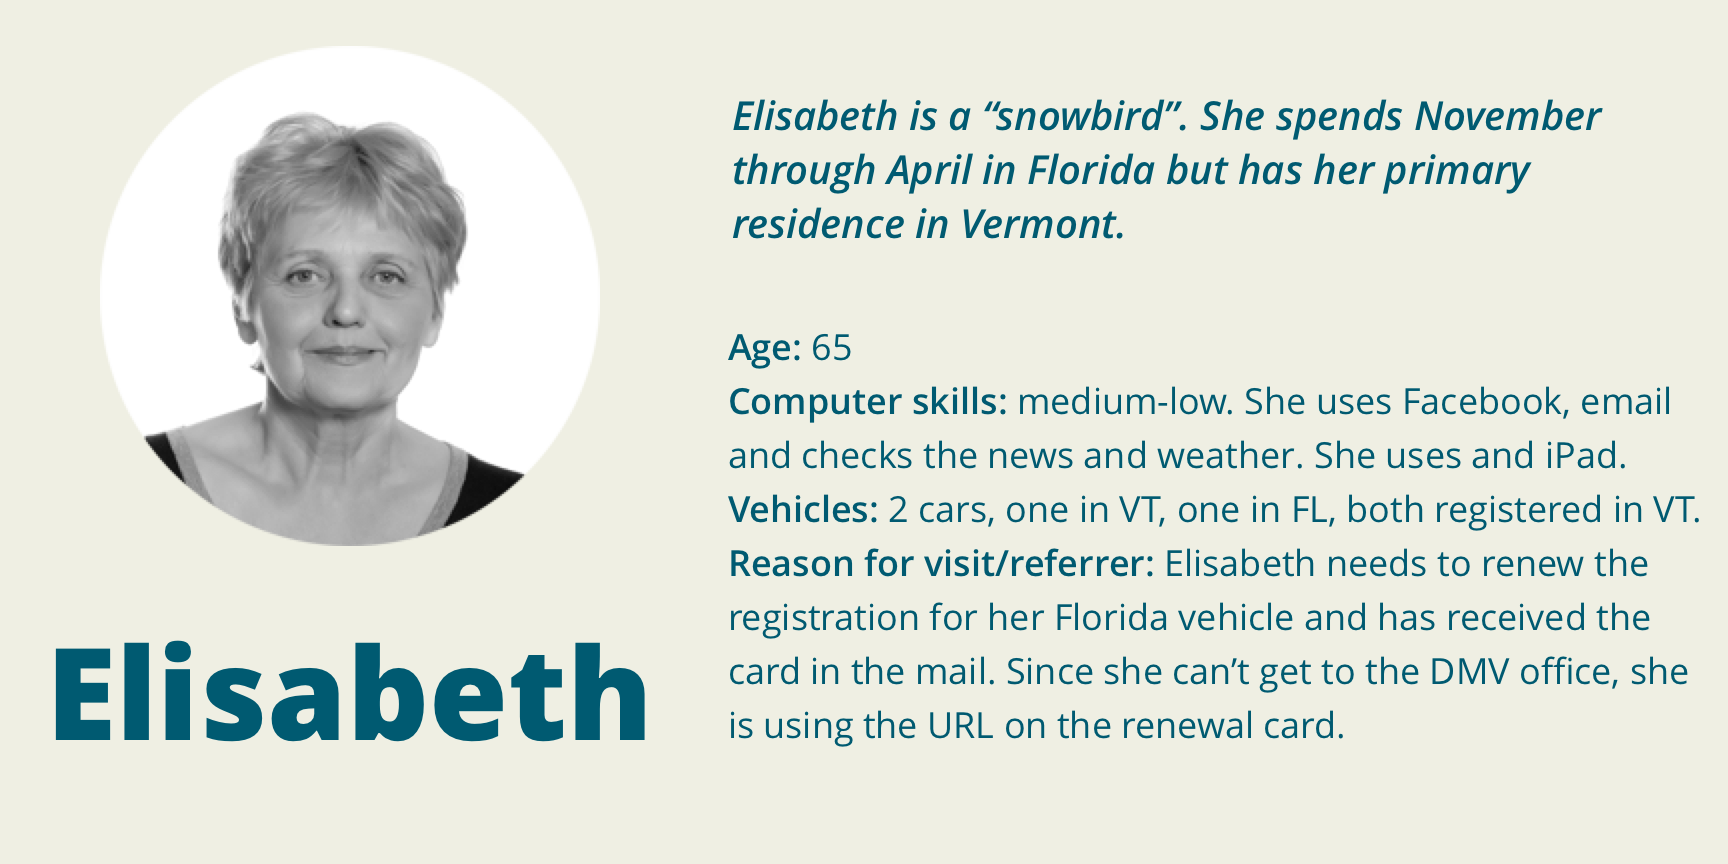 Elisabeth is a “snowbird”. She spends November
through April in Florida but has her primary
residence in Vermont.
Age: 65
Computer skills: medium-low. She uses Facebook, email
and checks the news and weather. She uses and iPad.
Vehicles: 2 cars, one in VT, one in FL, both registered in VT.
Reason for visit/referrer: Elisabeth needs to renew the
registration for her Florida vehicle and has received the
card in the mail. Since she can’t get to the DMV office, she
is using the URL on the renewal card.
Elisabeth